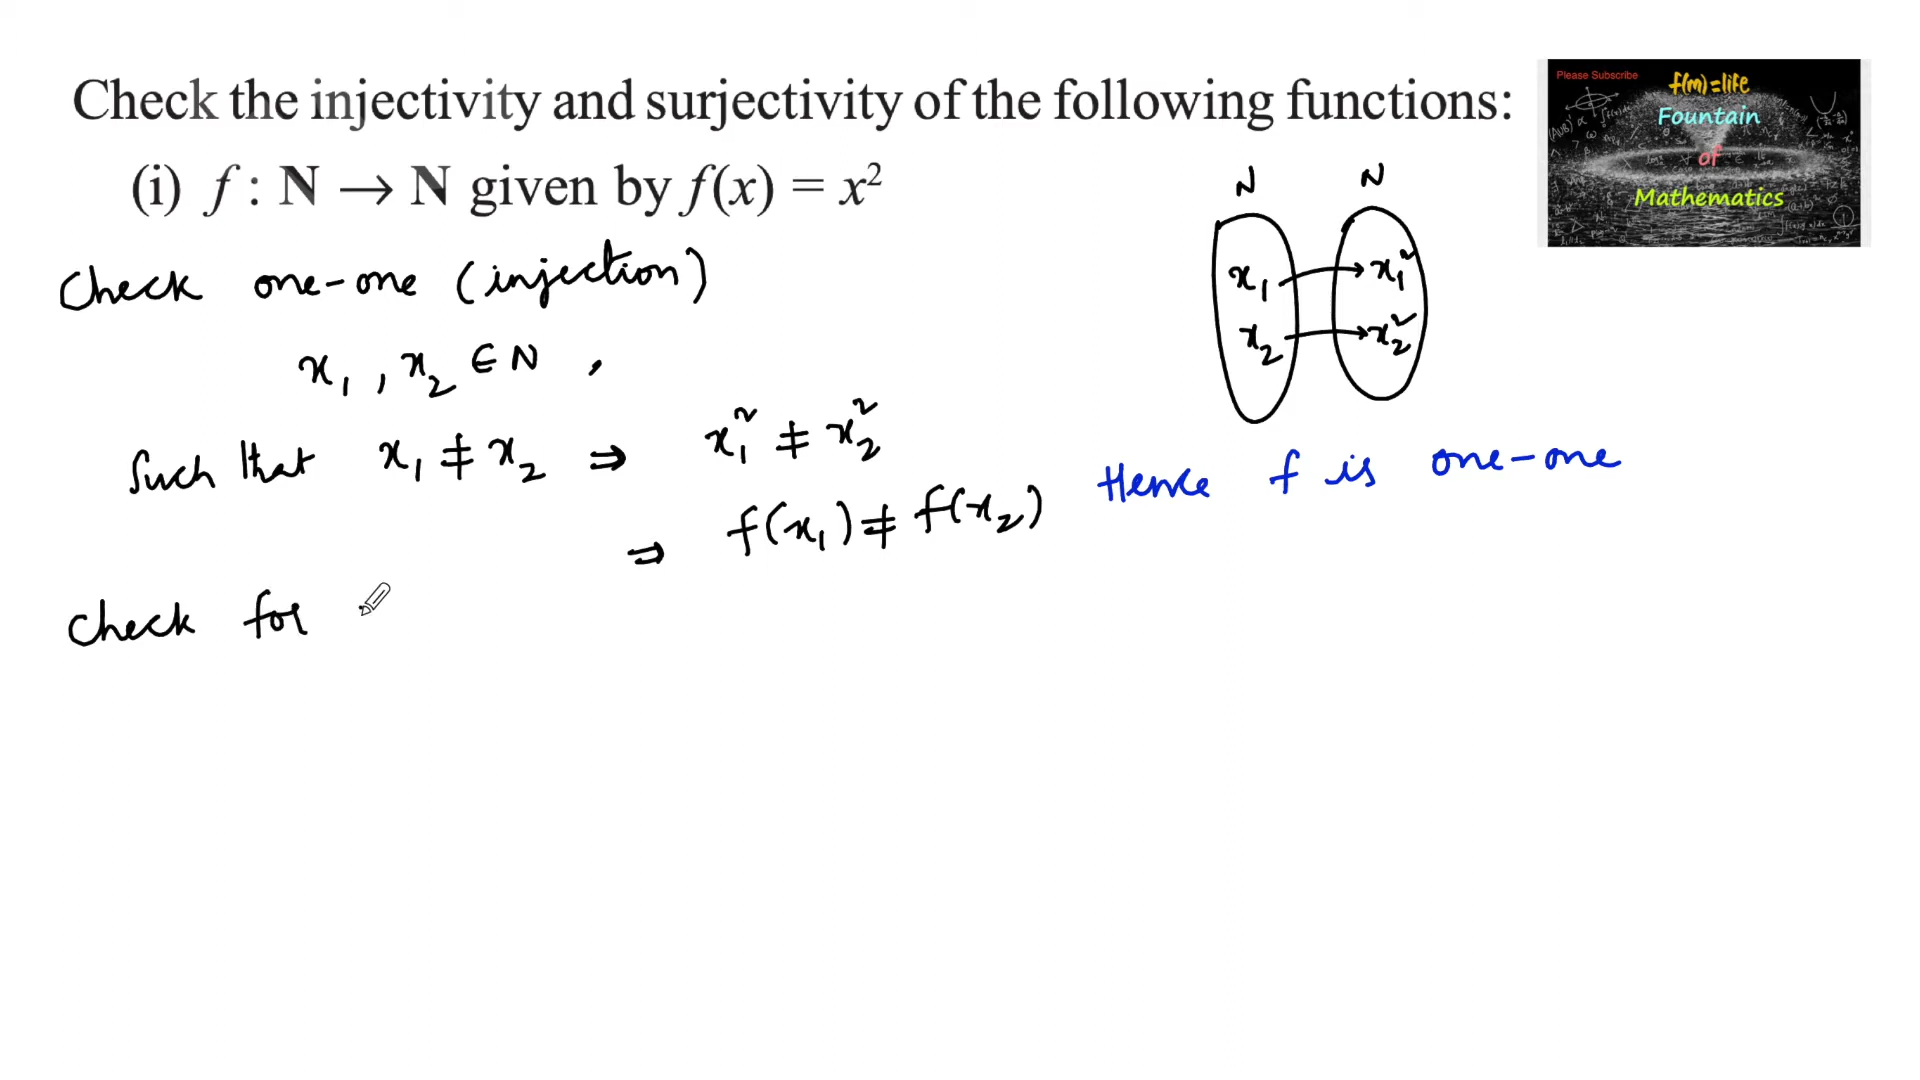 Check the injectivity and surjectivity of the following functions:
(i) f : N → N given by f(x) = x²
Please Subscribe
f(m)=life
Fountain
of
Mathematics
N N
x₁ → x₁²
x₂ → x₂²
Check one-one (injection)
x₁ , x₂ ∈ N ,
Such that x₁ ≠ x₂ ⇒ x₁² ≠ x₂²
⇒ f(x₁) ≠ f(x₂)
Hence f is one-one
Check for